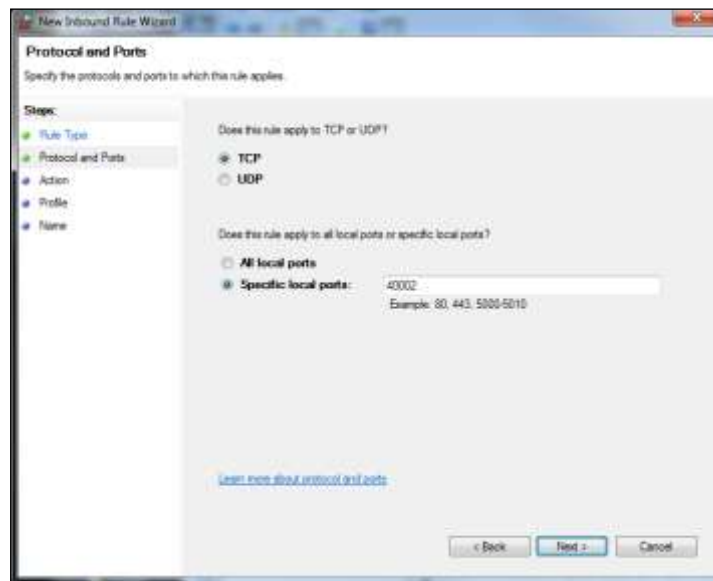 New Inbound Rule Wizard
Protocol and Ports
Specify the protocols and ports to which this rule applies.
Steps:
Rule Type
Protocol and Ports
Action
Profile
Name
Does this rule apply to TCP or UDP?
TCP
UDP
Does this rule apply to all local ports or specific local ports?
All local ports
Specific local ports: 40002
Example: 80, 443, 5000-5010
Learn more about protocol and ports
< Back Next > Cancel